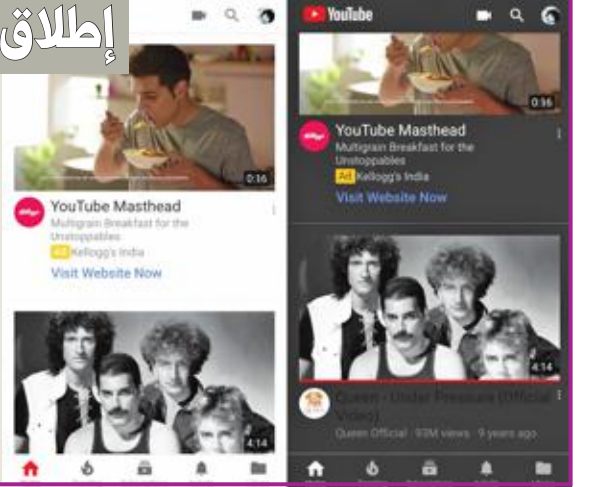 إطلاق
0:16
YouTube Masthead
Multigrain Breakfast for the
Unstoppables
Ad Kellogg's India
Visit Website Now
4:14
YouTube
0:16
YouTube Masthead
Multigrain Breakfast for the
Unstoppables
Ad Kellogg's India
Visit Website Now
4:14
Queen - Under Pressure (Official
Video)
Queen Official · 93M views · 9 years ago